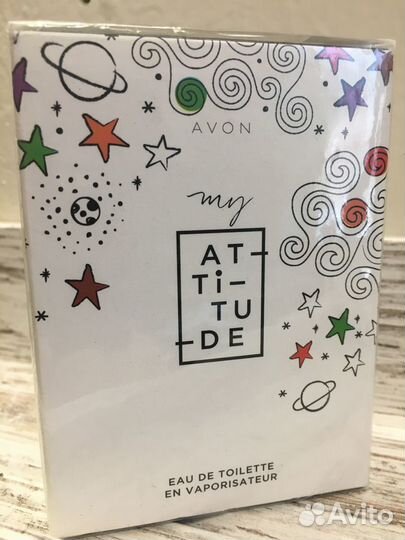 AVON
my
AT-
Ti-
TU
-DE
EAU DE TOILETTE
EN VAPORISATEUR
Avito